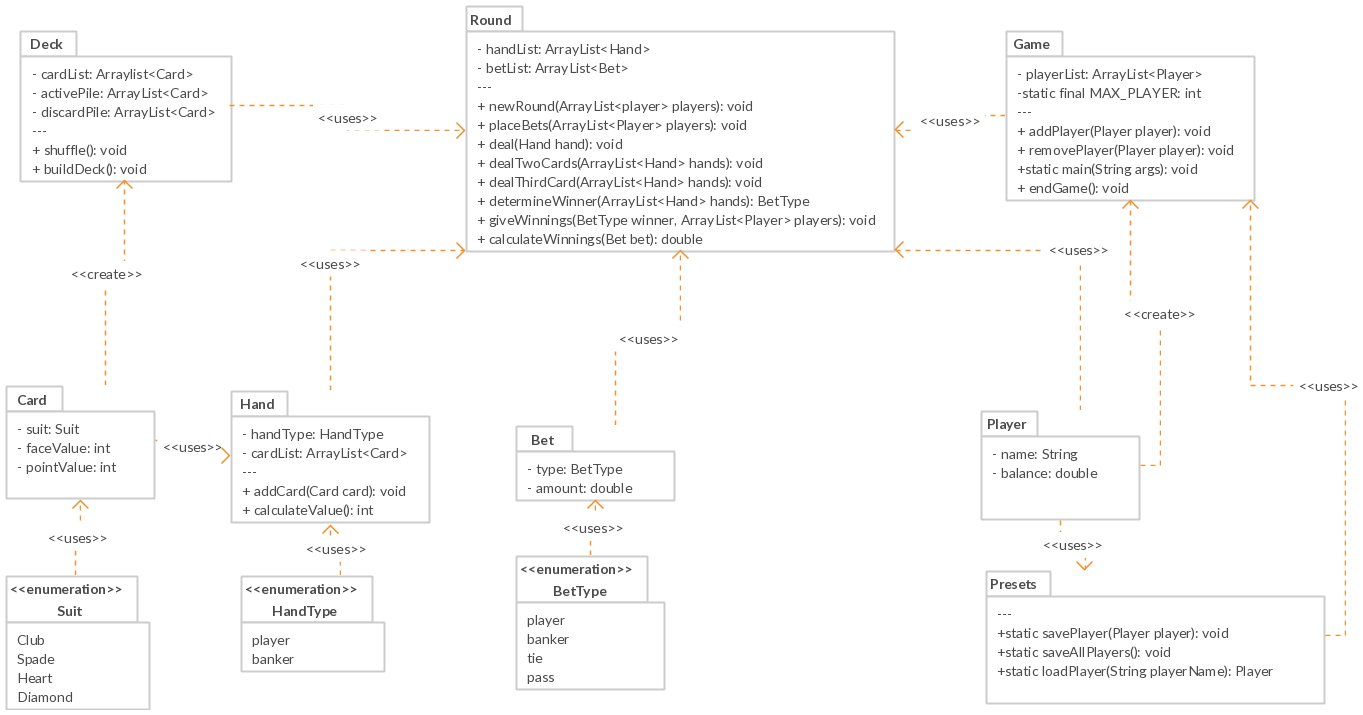 Deck
- cardList: Arraylist<Card>
- activePile: ArrayList<Card>
- discardPile: ArrayList<Card>
---
+ shuffle(): void
+ buildDeck(): void
<<uses>>
Round
- handList: ArrayList<Hand>
- betList: ArrayList<Bet>
---
+ newRound(ArrayList<player> players): void
+ placeBets(ArrayList<Player> players): void
+ deal(Hand hand): void
+ dealTwoCards(ArrayList<Hand> hands): void
+ dealThirdCard(ArrayList<Hand> hands): void
+ determineWinner(ArrayList<Hand> hands): BetType
+ giveWinnings(BetType winner, ArrayList<Player> players): void
+ calculateWinnings(Bet bet): double
<<uses>>
Game
- playerList: ArrayList<Player>
-static final MAX_PLAYER: int
---
+ addPlayer(Player player): void
+ removePlayer(Player player): void
+static main(String args): void
+ endGame(): void
<<create>>
<<uses>>
<<uses>>
<<uses>>
<<create>>
<<uses>>
Card
- suit: Suit
- faceValue: int
- pointValue: int
<<uses>>
Hand
- handType: HandType
- cardList: ArrayList<Card>
---
+ addCard(Card card): void
+ calculateValue(): int
Bet
- type: BetType
- amount: double
Player
- name: String
- balance: double
<<uses>>
<<uses>>
<<uses>>
<<uses>>
<<enumeration>>
Suit
Club
Spade
Heart
Diamond
<<enumeration>>
HandType
player
banker
<<enumeration>>
BetType
player
banker
tie
pass
Presets
---
+static savePlayer(Player player): void
+static saveAllPlayers(): void
+static loadPlayer(String playerName): Player